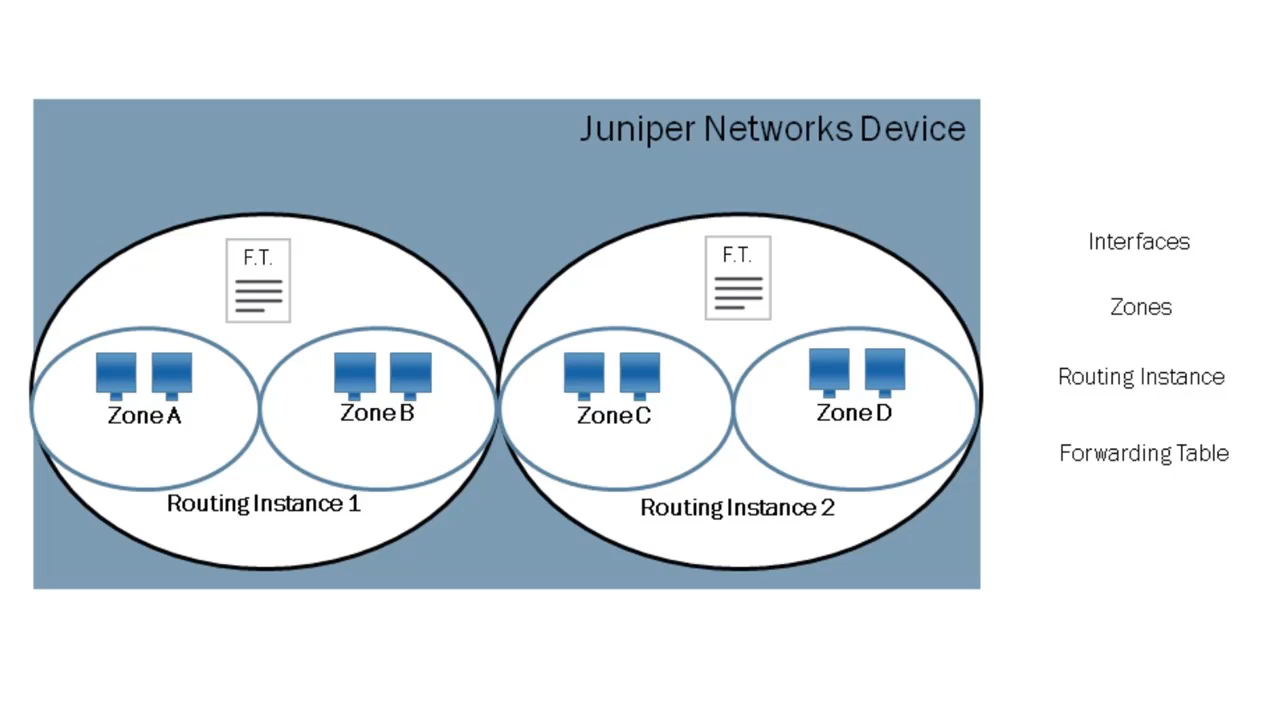 Juniper Networks Device
F.T.
F.T.
Interfaces
Zones
Routing Instance
Forwarding Table
Zone A
Zone B
Zone C
Zone D
Routing Instance 1
Routing Instance 2